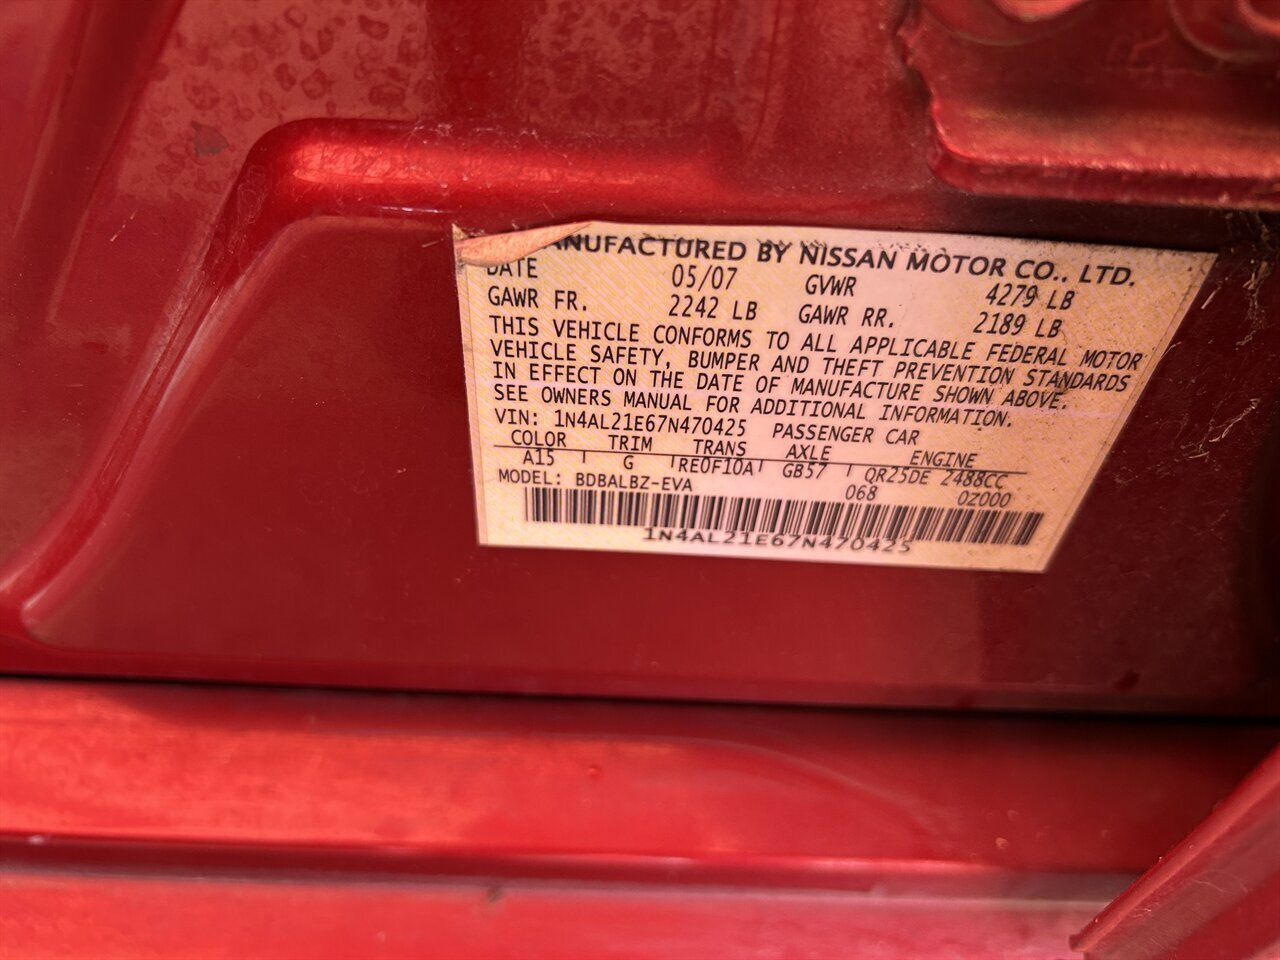 MANUFACTURED BY NISSAN MOTOR CO., LTD.
DATE 05/07 GVWR 4279 LB
GAWR FR. 2242 LB GAWR RR. 2189 LB
THIS VEHICLE CONFORMS TO ALL APPLICABLE FEDERAL MOTOR
VEHICLE SAFETY, BUMPER AND THEFT PREVENTION STANDARDS
IN EFFECT ON THE DATE OF MANUFACTURE SHOWN ABOVE.
SEE OWNERS MANUAL FOR ADDITIONAL INFORMATION.
VIN: 1N4AL21E67N470425 PASSENGER CAR
COLOR TRIM TRANS AXLE ENGINE
A15 G RE0F10A GB57 QR25DE 2488CC
MODEL: BDBALBZ-EVA 068 0Z000
1N4AL21E67N470425